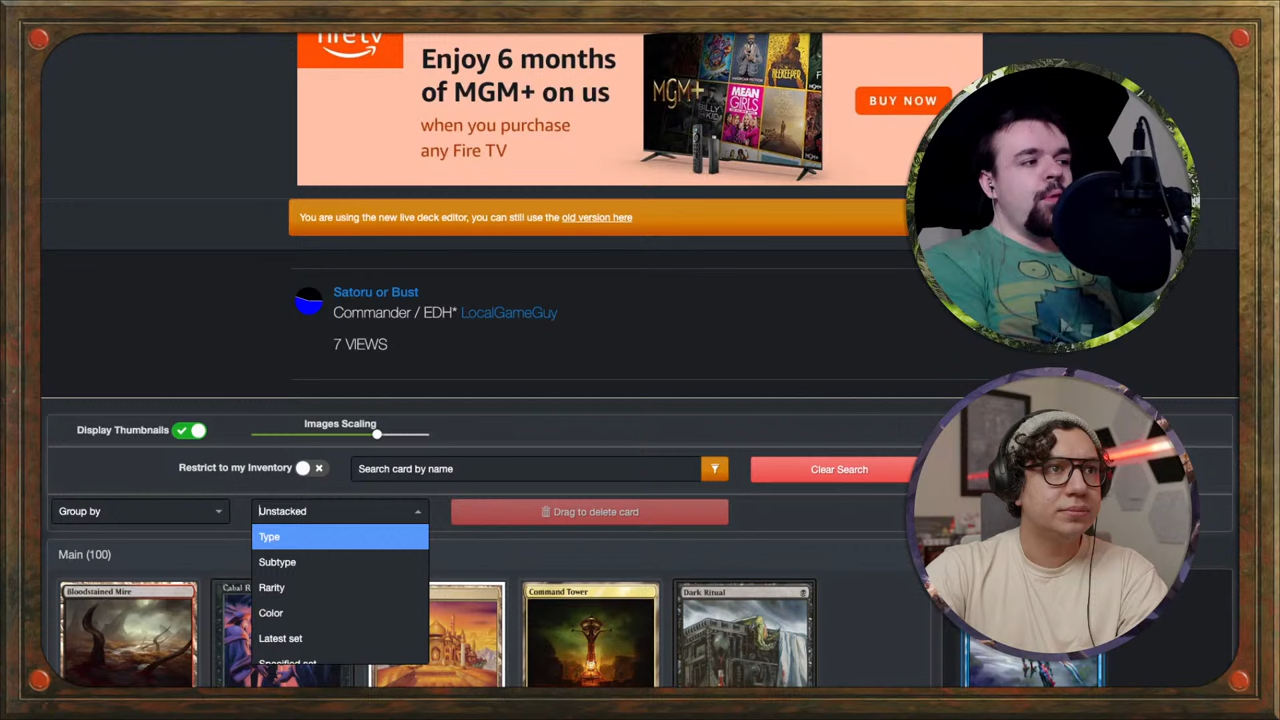 fire tv
Enjoy 6 months
of MGM+ on us
when you purchase
any Fire TV
MGM+
MEAN
GIRLS
BUY NOW
You are using the new live deck editor, you can still use the old version here
Satoru or Bust
Commander / EDH* LocalGameGuy
7 VIEWS
Display Thumbnails
Images Scaling
Restrict to my Inventory
Search card by name
Clear Search
Group by
Unstacked
Drag to delete card
Type
Subtype
Rarity
Color
Latest set
Specified set
Main (100)
Bloodstained Mire
Cabal R
Command Tower
Dark Ritual